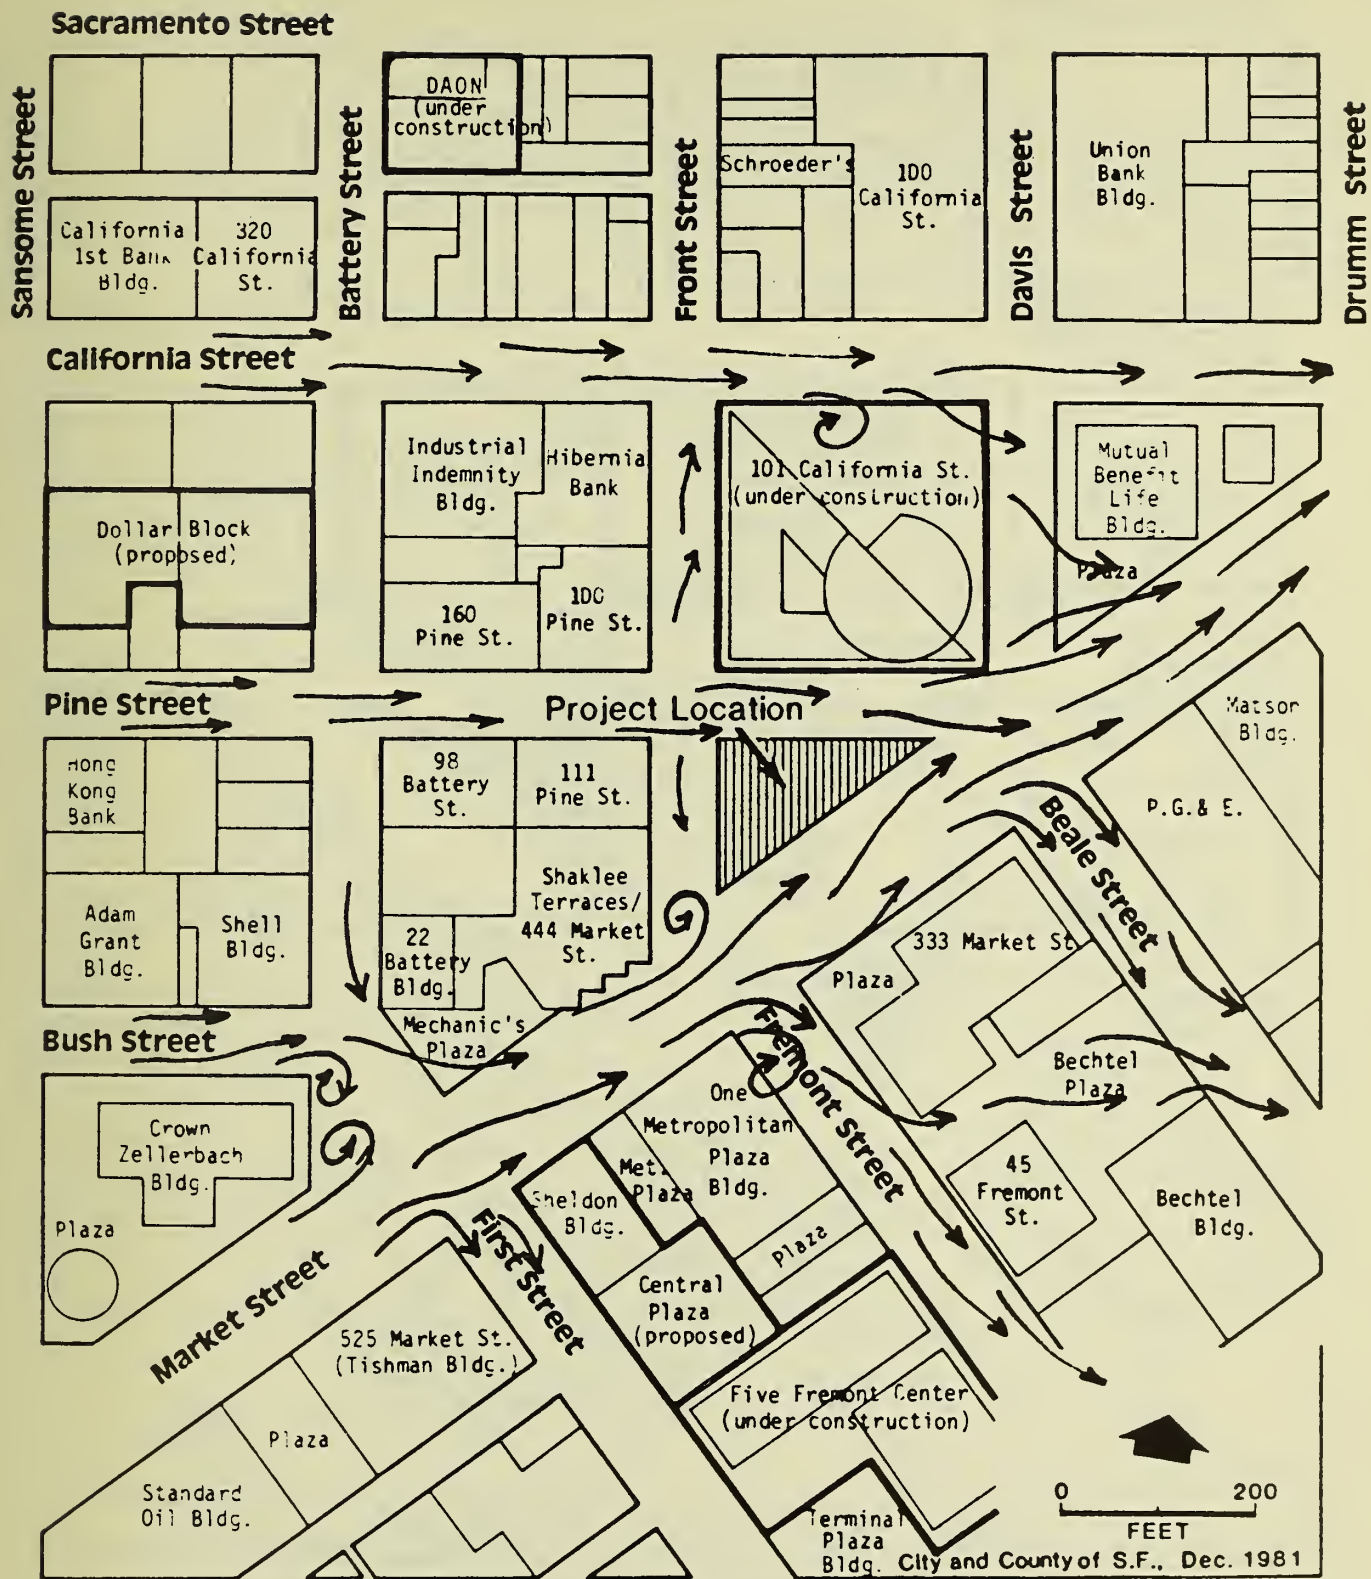 Sacramento Street
Sansome Street
Battery Street
Front Street
Davis Street
Drumm Street
DAON
(under
construction)
Schroeder's
100
California
St.
Union
Bank
Bldg.
California
1st Bank
Bldg.
320
California
St.
California Street
Industrial
Indemnity
Bldg.
Hibernia
Bank
101 California St.
(under construction)
Mutual
Benefit
Life
Bldg.
Plaza
Dollar Block
(proposed)
160
Pine St.
100
Pine St.
Pine Street
Project Location
Matson
Bldg.
Hong
Kong
Bank
98
Battery
St.
111
Pine St.
P.G.& E.
Beale Street
Adam
Grant
Bldg.
Shell
Bldg.
Shaklee
Terraces/
444 Market
St.
22
Battery
Bldg.
333 Market St
Plaza
Mechanic's
Plaza
Bush Street
Fremont Street
Bechtel
Plaza
Crown
Zellerbach
Bldg.
Plaza
One
Metropolitan
Plaza
Bldg.
Met.
Plaza
Sheldon
Bldg.
45
Fremont
St.
Bechtel
Bldg.
Plaza
First Street
Market Street
Central
Plaza
(proposed)
525 Market St.
(Tishman Bldg.)
Five Fremont Center
(under construction)
Plaza
Standard
Oil Bldg.
Terminal
Plaza
Bldg.
0 200
FEET
City and County of S.F., Dec. 1981